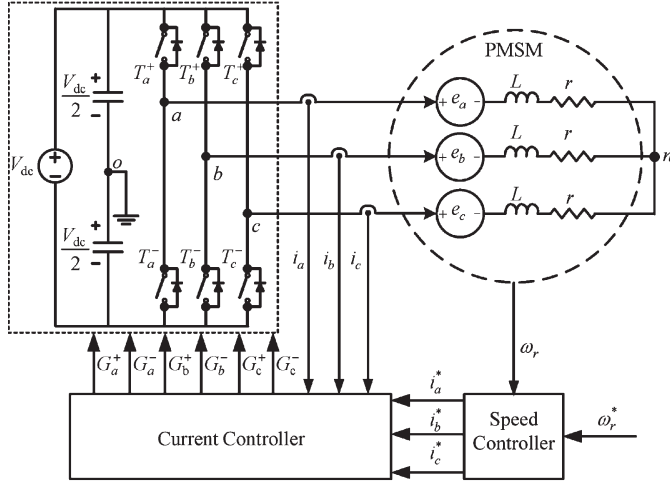 PMSM
T_a^+ T_b^+ T_c^+
V_dc/2 + -
a
+ e_a - L r
V_dc + -
o
b
+ e_b - L r
n
V_dc/2 + -
c
+ e_c - L r
T_a^- T_b^- T_c^-
i_a i_b i_c
G_a^+ G_a^- G_b^+ G_b^- G_c^+ G_c^-
ω_r
i_a^*
i_b^*
i_c^*
Current Controller
Speed
Controller
ω_r^*